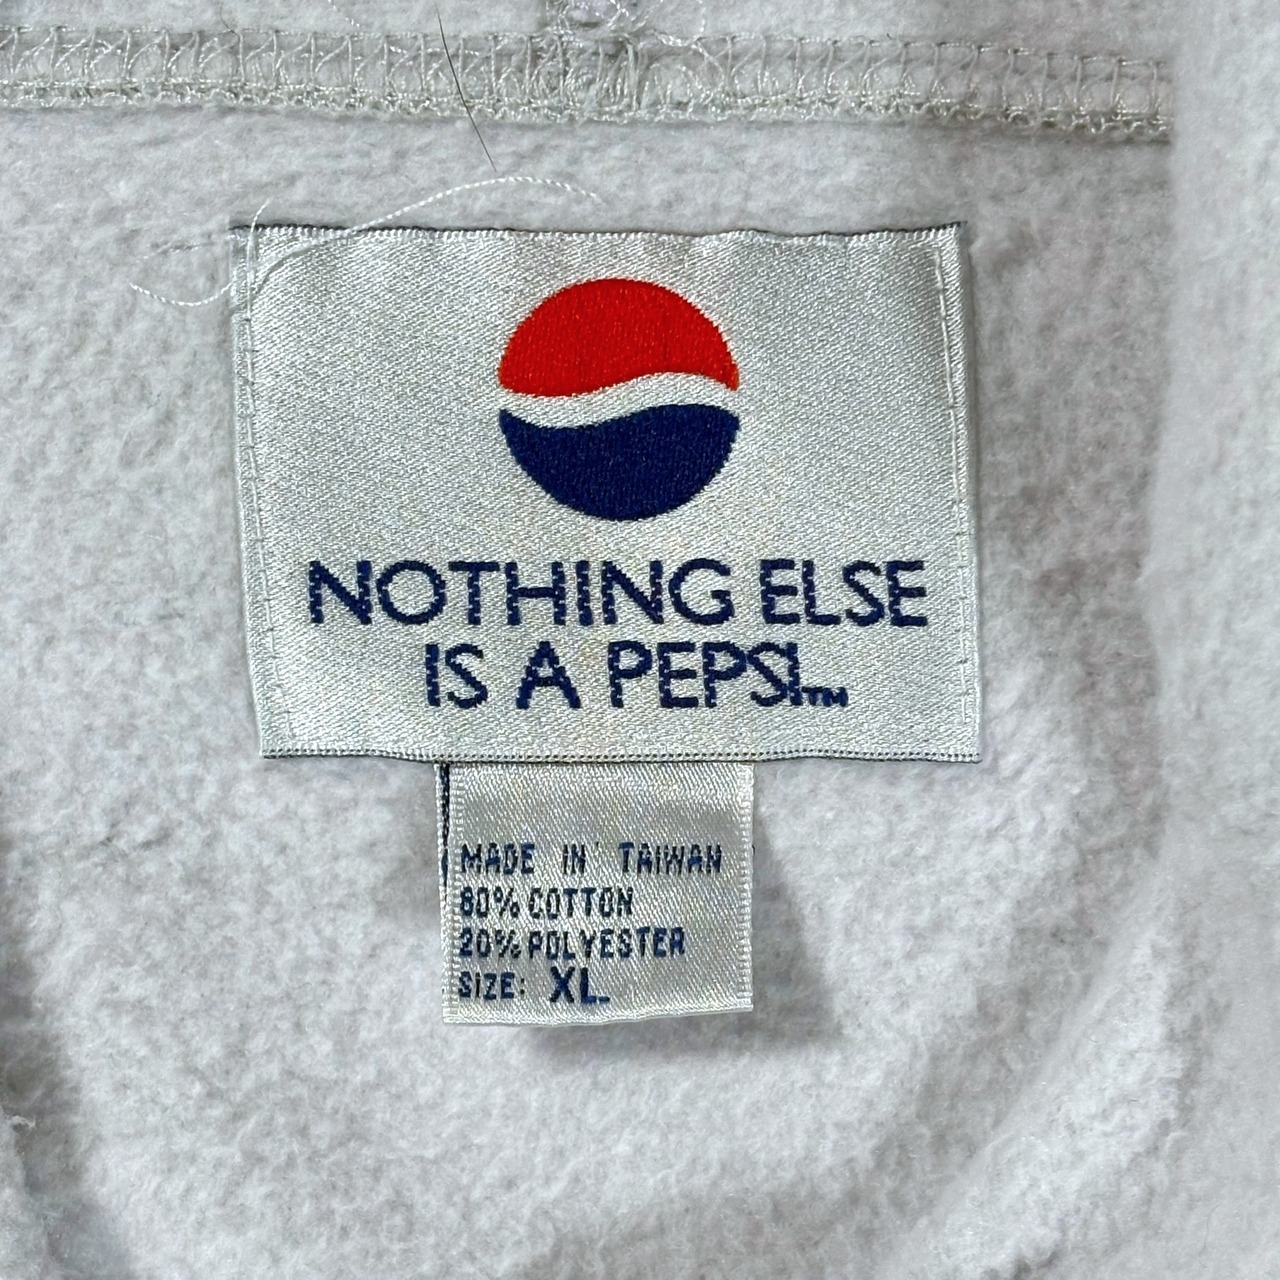 NOTHING ELSE
IS A PEPSI™
MADE IN TAIWAN
80% COTTON
20% POLYESTER
SIZE: XL